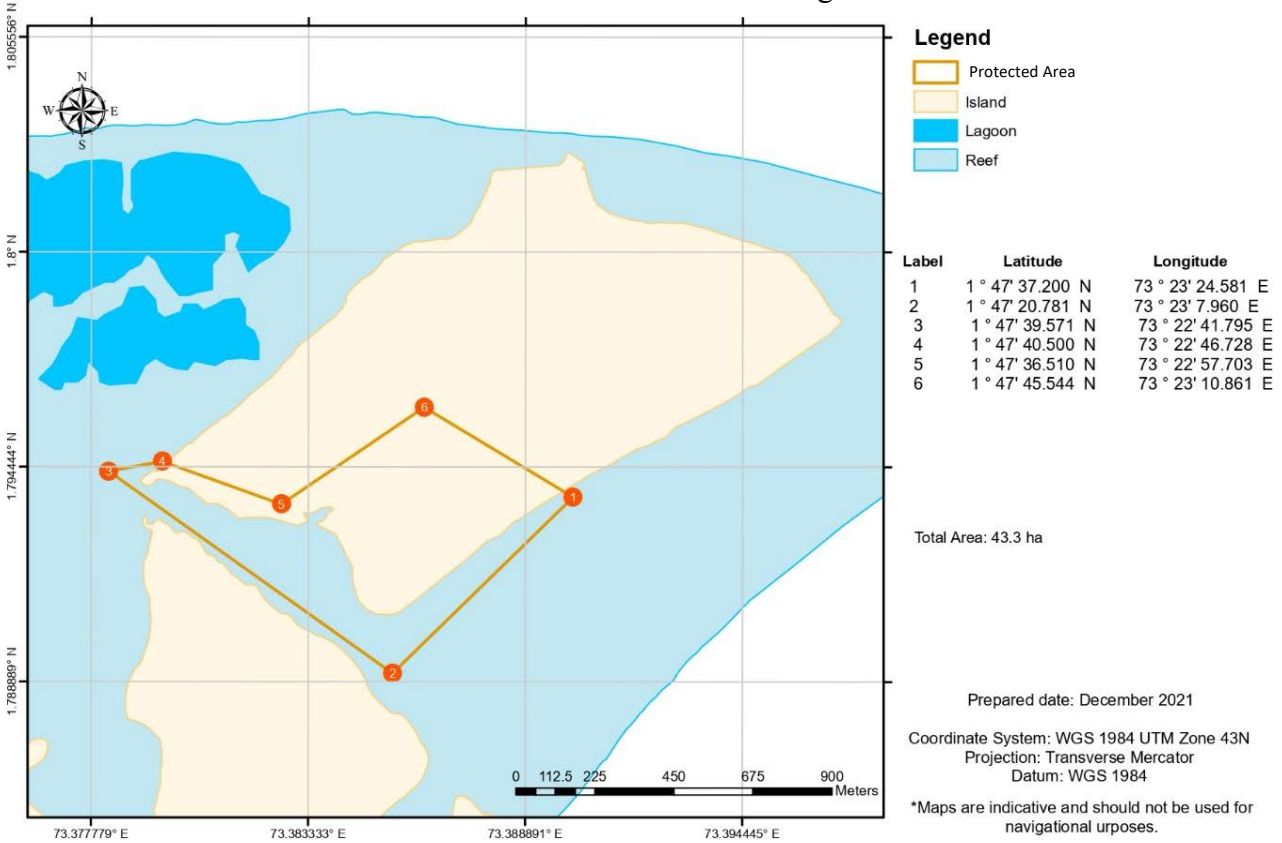 1.805556° N
1.8° N
1.794444° N
1.788889° N
N
W
E
S
3
4
5
6
1
2
0 112.5 225 450 675 900
Meters
73.377779° E 73.383333° E 73.388891° E 73.394445° E
Legend
Protected Area
Island
Lagoon
Reef
Label Latitude Longitude
1 1 ° 47' 37.200 N 73 ° 23' 24.581 E
2 1 ° 47' 20.781 N 73 ° 23' 7.960 E
3 1 ° 47' 39.571 N 73 ° 22' 41.795 E
4 1 ° 47' 40.500 N 73 ° 22' 46.728 E
5 1 ° 47' 36.510 N 73 ° 22' 57.703 E
6 1 ° 47' 45.544 N 73 ° 23' 10.861 E
Total Area: 43.3 ha
Prepared date: December 2021
Coordinate System: WGS 1984 UTM Zone 43N
Projection: Transverse Mercator
Datum: WGS 1984
*Maps are indicative and should not be used for
navigational urposes.